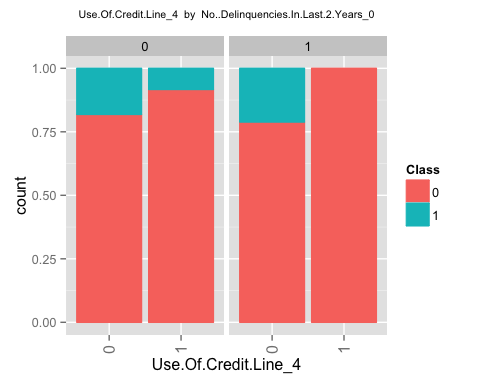 Use.Of.Credit.Line_4 by No..Delinquencies.In.Last.2.Years_0
0 1
1.00
0.75
0.50
0.25
0.00
count
0 1 0 1
Use.Of.Credit.Line_4
Class
0
1